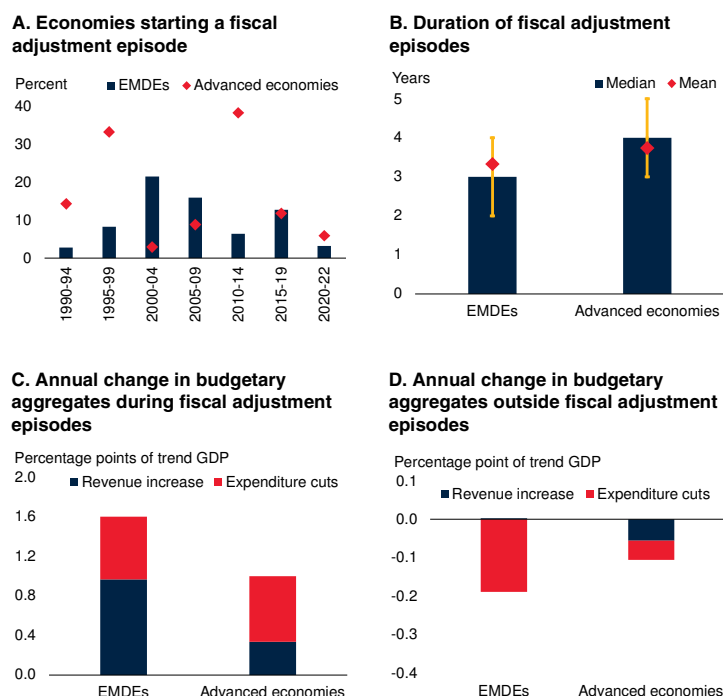 A. Economies starting a fiscal
adjustment episode
Percent
EMDEs
Advanced economies
40
30
20
10
0
1990-94
1995-99
2000-04
2005-09
2010-14
2015-19
2020-22
B. Duration of fiscal adjustment
episodes
Years
Median
Mean
5
4
3
2
1
0
EMDEs
Advanced economies
C. Annual change in budgetary
aggregates during fiscal adjustment
episodes
Percentage points of trend GDP
2.0
Revenue increase
Expenditure cuts
1.6
1.2
0.8
0.4
0.0
EMDEs
Advanced economies
D. Annual change in budgetary
aggregates outside fiscal adjustment
episodes
Percentage point of trend GDP
0.1
Revenue increase
Expenditure cuts
0.0
-0.1
-0.2
-0.3
-0.4
EMDEs
Advanced economies